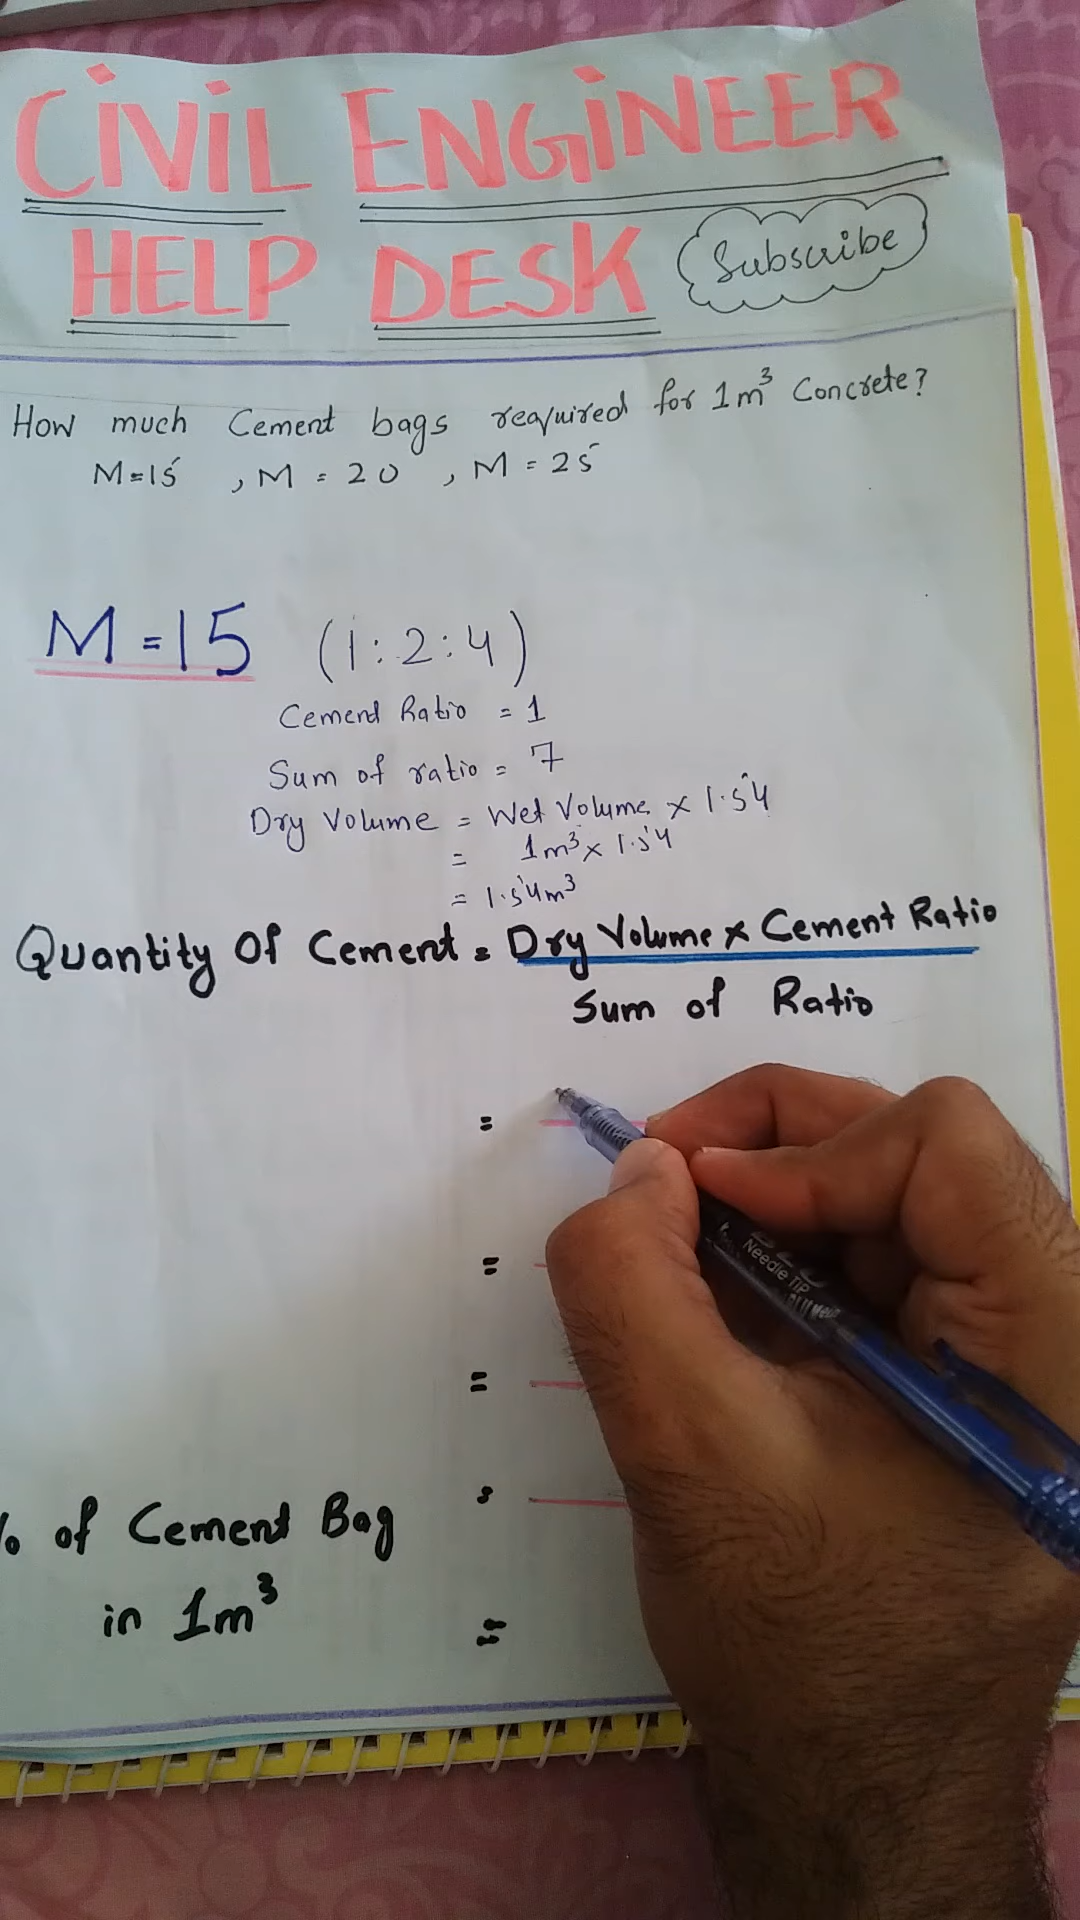 CIVIL ENGINEER
HELP DESK
Subscribe
How much Cement bags required for 1m³ Concrete?
M=15 , M = 20 , M = 25
M=15 (1:2:4)
Cement Ratio = 1
Sum of ratio = 7
Dry Volume = Wet Volume × 1.54
= 1m³ × 1.54
= 1.54m³
Quantity Of Cement = Dry Volume × Cement Ratio
Sum of Ratio
=
=
=
of Cement Bag
in 1m³ =
Needle TIP